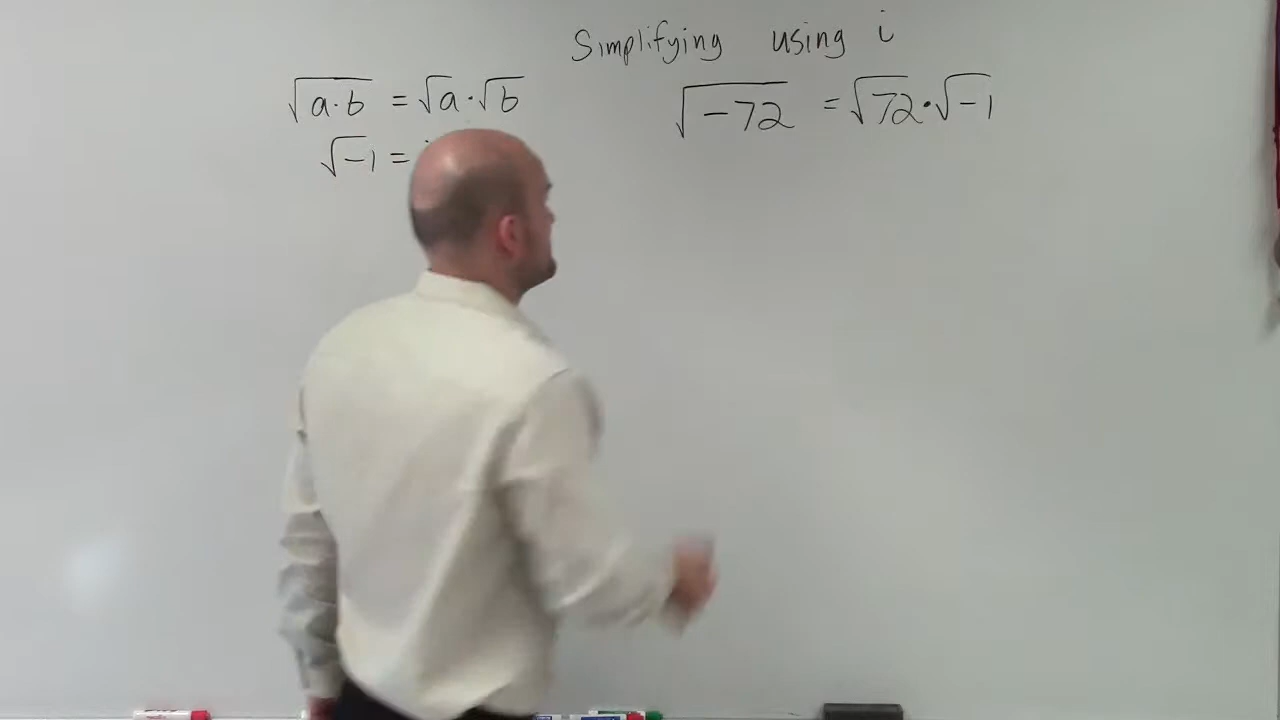 Simplifying using i
√a·b = √a·√b
√-1 =
√-72 = √72·√-1